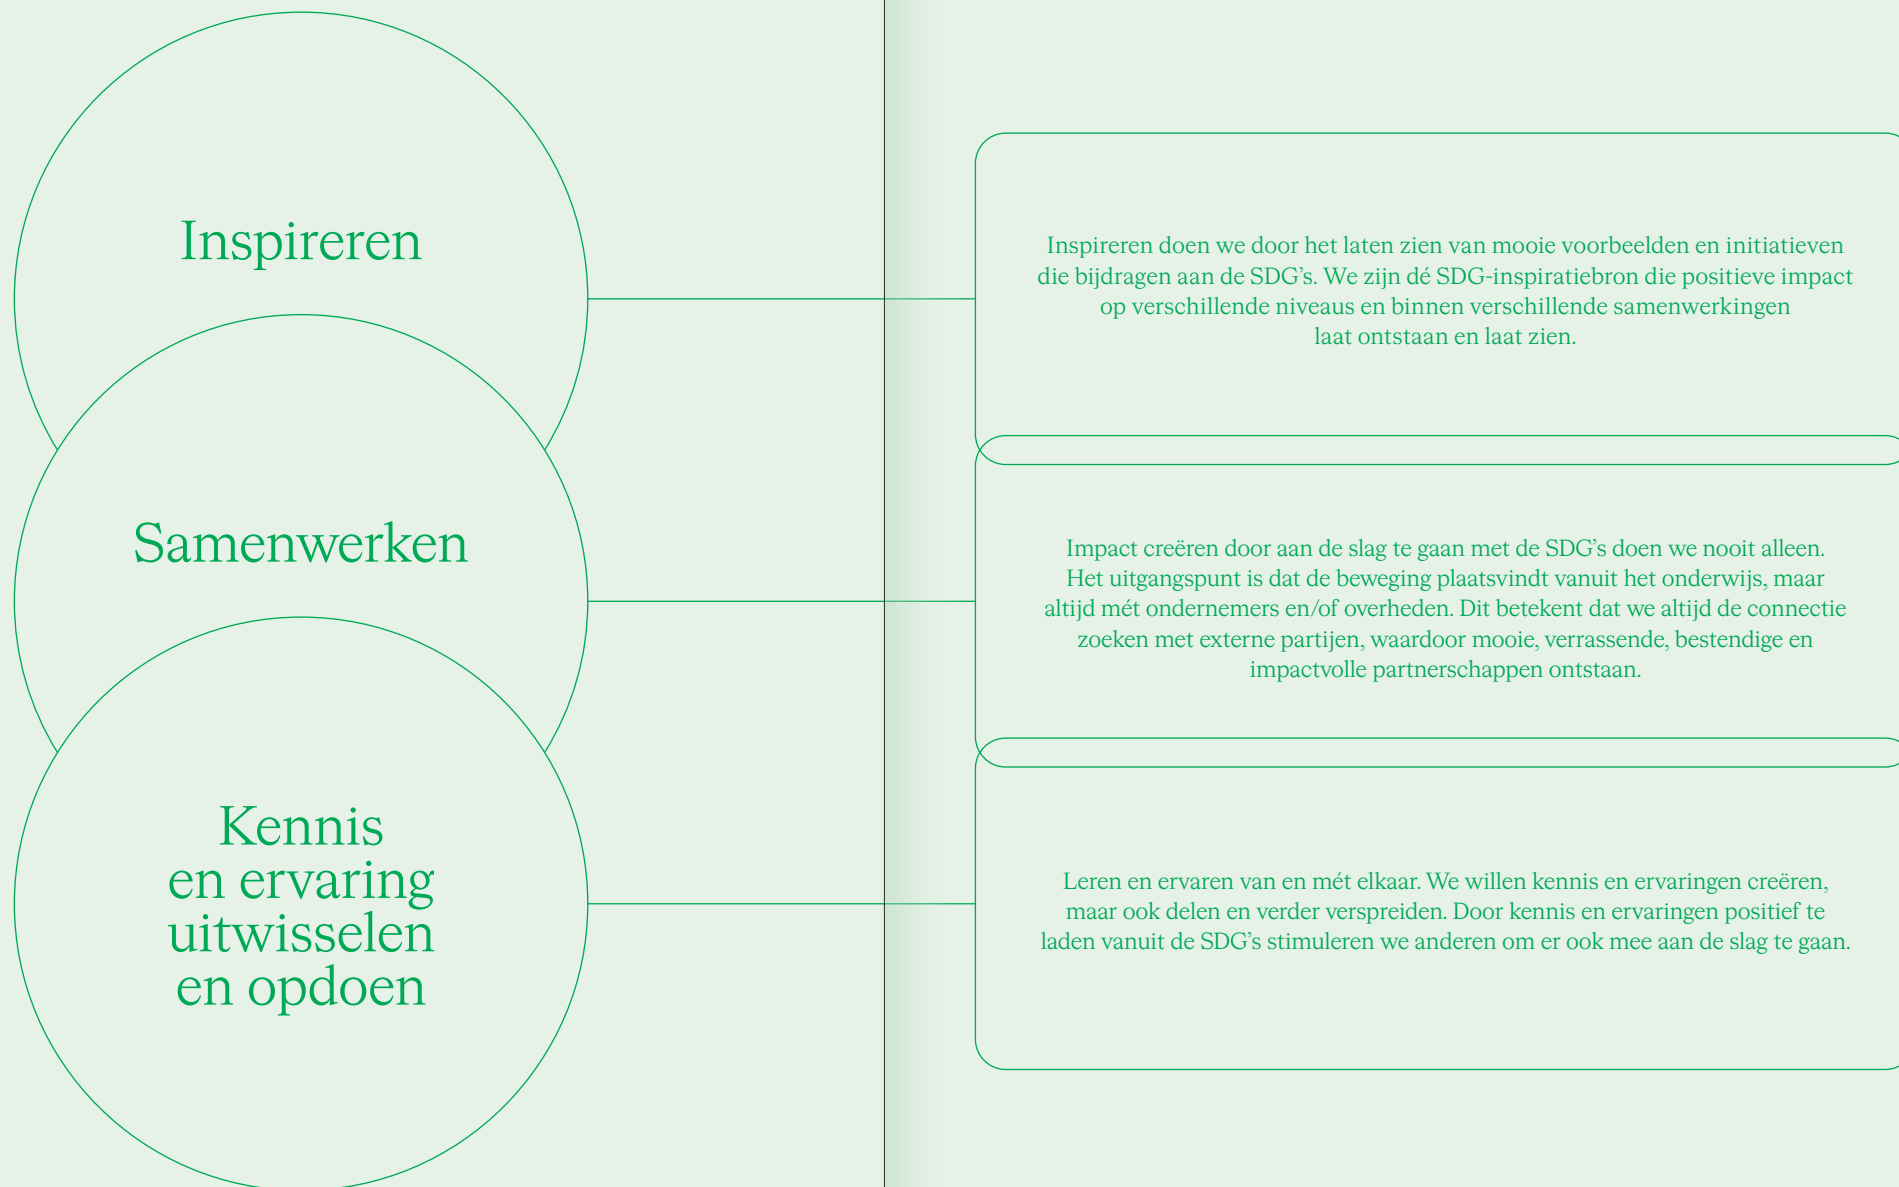 Inspireren
Inspireren doen we door het laten zien van mooie voorbeelden en initiatieven
die bijdragen aan de SDG’s. We zijn dé SDG-inspiratiebron die positieve impact
op verschillende niveaus en binnen verschillende samenwerkingen
laat ontstaan en laat zien.
Samenwerken
Impact creëren door aan de slag te gaan met de SDG’s doen we nooit alleen.
Het uitgangspunt is dat de beweging plaatsvindt vanuit het onderwijs, maar
altijd mét ondernemers en/of overheden. Dit betekent dat we altijd de connectie
zoeken met externe partijen, waardoor mooie, verrassende, bestendige en
impactvolle partnerschappen ontstaan.
Kennis
en ervaring
uitwisselen
en opdoen
Leren en ervaren van en mét elkaar. We willen kennis en ervaringen creëren,
maar ook delen en verder verspreiden. Door kennis en ervaringen positief te
laden vanuit de SDG’s stimuleren we anderen om er ook mee aan de slag te gaan.